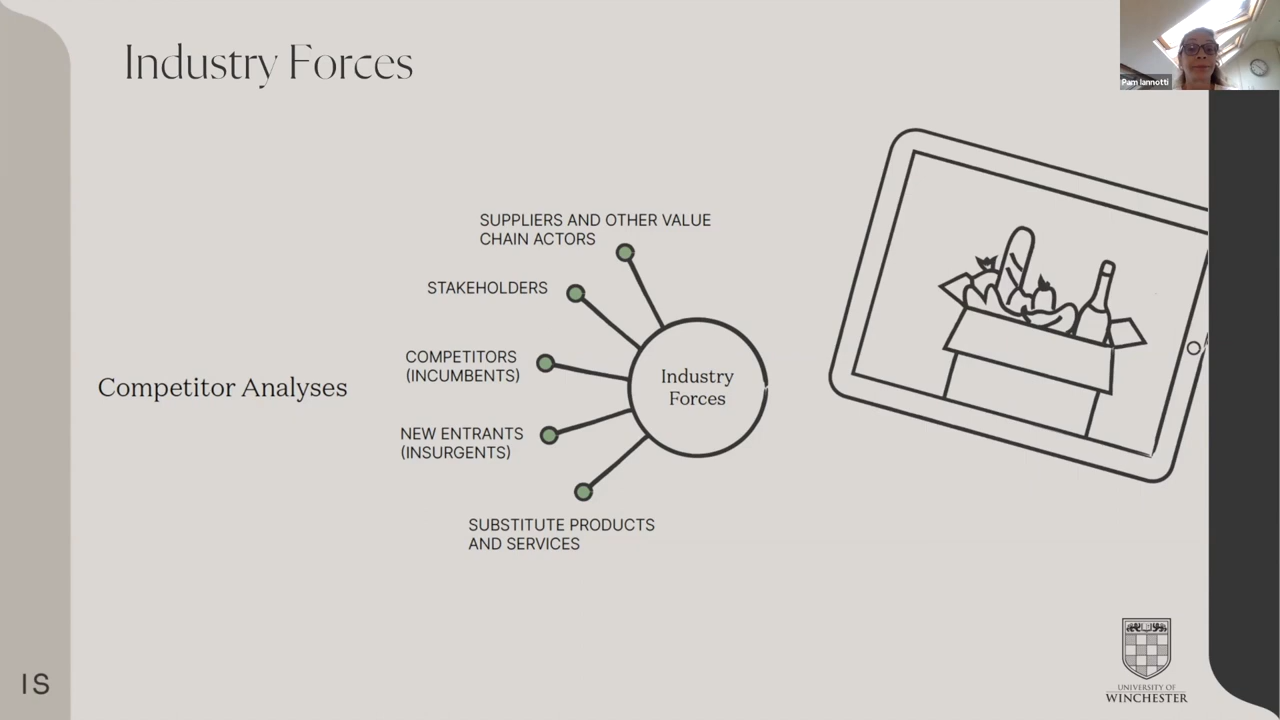 Industry Forces
Pam Iannotti
SUPPLIERS AND OTHER VALUE
CHAIN ACTORS
STAKEHOLDERS
COMPETITORS
(INCUMBENTS)
Competitor Analyses
Industry
Forces
NEW ENTRANTS
(INSURGENTS)
SUBSTITUTE PRODUCTS
AND SERVICES
IS
UNIVERSITY OF
WINCHESTER